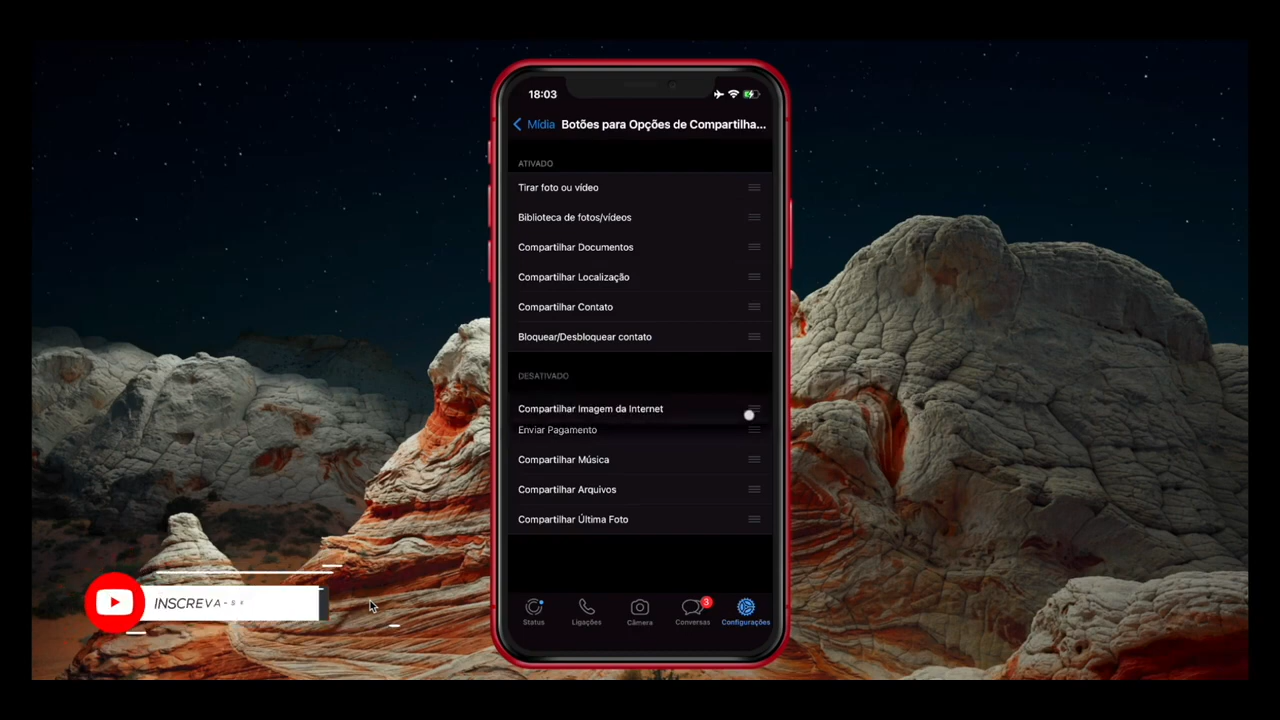 18:03
Mídia Botões para Opções de Compartilha...
ATIVADO
Tirar foto ou vídeo
Biblioteca de fotos/vídeos
Compartilhar Documentos
Compartilhar Localização
Compartilhar Contato
Bloquear/Desbloquear contato
DESATIVADO
Compartilhar Imagem da Internet
Enviar Pagamento
Compartilhar Música
Compartilhar Arquivos
Compartilhar Última Foto
3
Status Ligações Câmera Conversas Configurações
INSCREVA-S